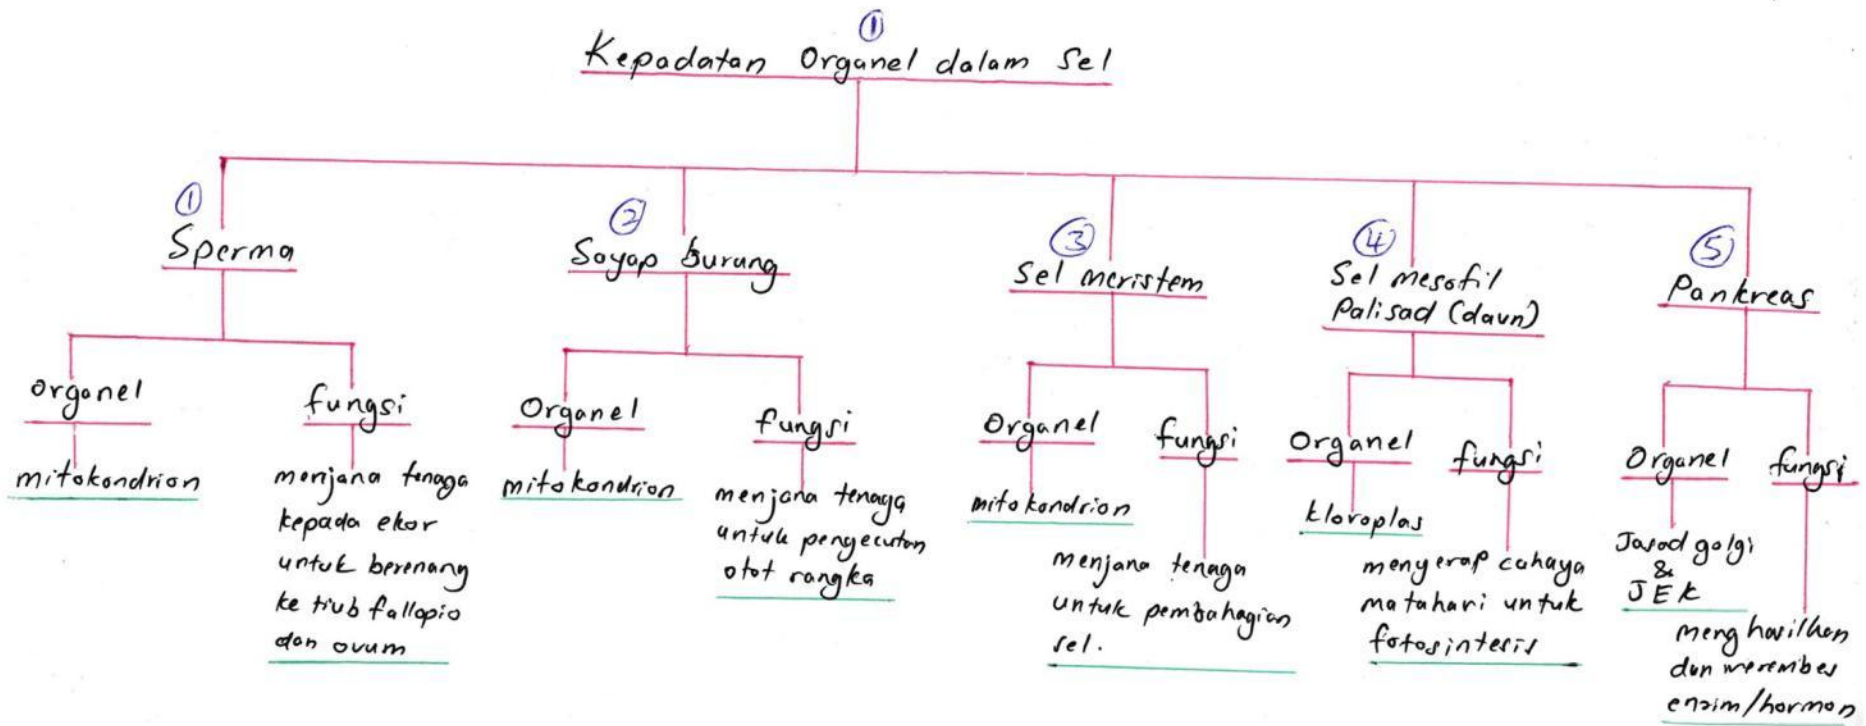 ①
Kepadatan Organel dalam Sel
①
Sperma
organel
mitokondrion
fungsi
menjana tenaga
kepada ekor
untuk berenang
ke tiub fallopio
dan ovum
②
Sayap burung
Organel
mitokondrion
fungsi
menjana tenaga
untuk pengecutan
otot rangka
③
Sel meristem
Organel
mitokondrion
fungsi
menjana tenaga
untuk pembahagian
sel.
④
Sel mesofil
Palisad (daun)
Organel
kloroplas
fungsi
menyerap cahaya
matahari untuk
fotosintesis
⑤
Pankreas
Organel
Jasad golgi
&
JEK
fungsi
menghasilkan
dan merembes
enzim/hormon